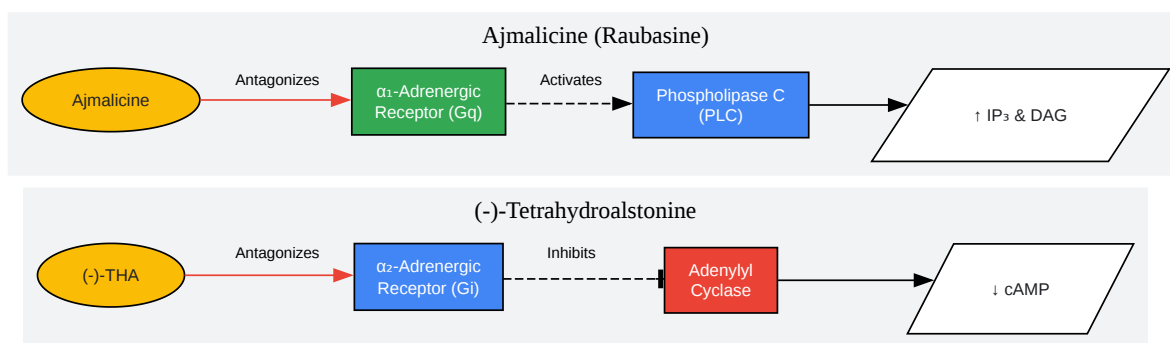 Ajmalicine (Raubasine)
Ajmalicine
Antagonizes
α₁-Adrenergic
Receptor (Gq)
Activates
Phospholipase C
(PLC)
↑ IP₃ & DAG
(-)-Tetrahydroalstonine
(-)-THA
Antagonizes
α₂-Adrenergic
Receptor (Gi)
Inhibits
Adenylyl
Cyclase
↓ cAMP